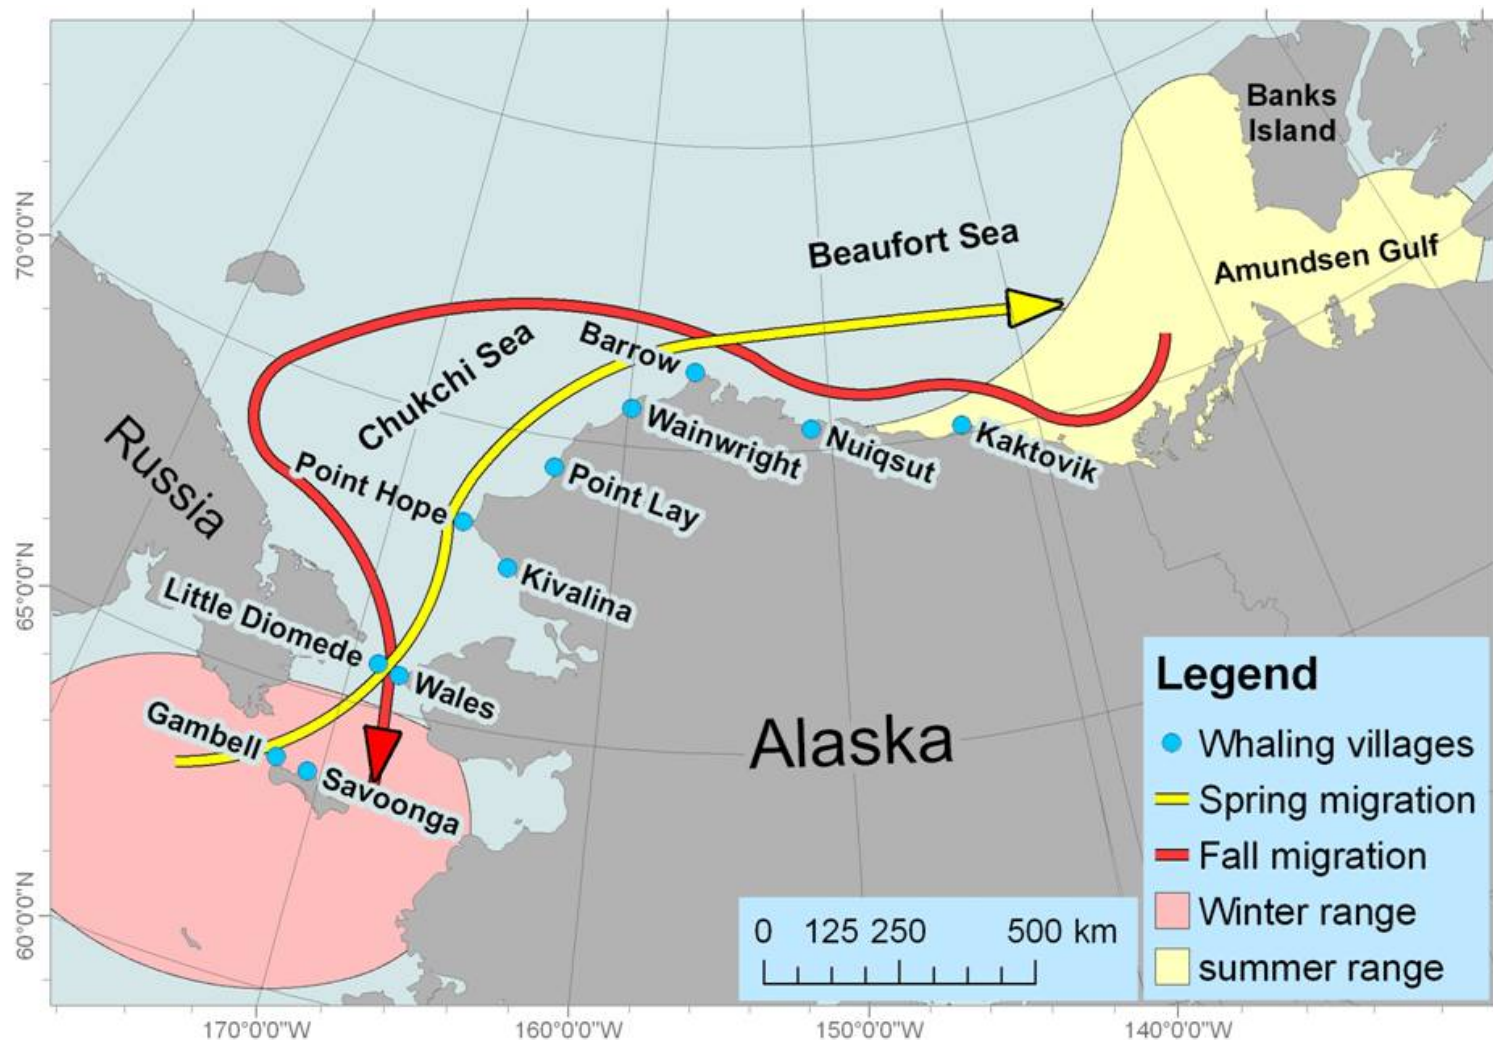 Banks
Island
70°0'0"N
Beaufort Sea
Amundsen Gulf
Chukchi Sea
Barrow
Russia
Wainwright
Nuiqsut
Kaktovik
Point Hope
Point Lay
65°0'0"N
Kivalina
Little Diomede
Wales
Gambell
Savoonga
Alaska
60°0'0"N
Legend
Whaling villages
Spring migration
Fall migration
Winter range
summer range
0 125 250 500 km
170°0'0"W 160°0'0"W 150°0'0"W 140°0'0"W